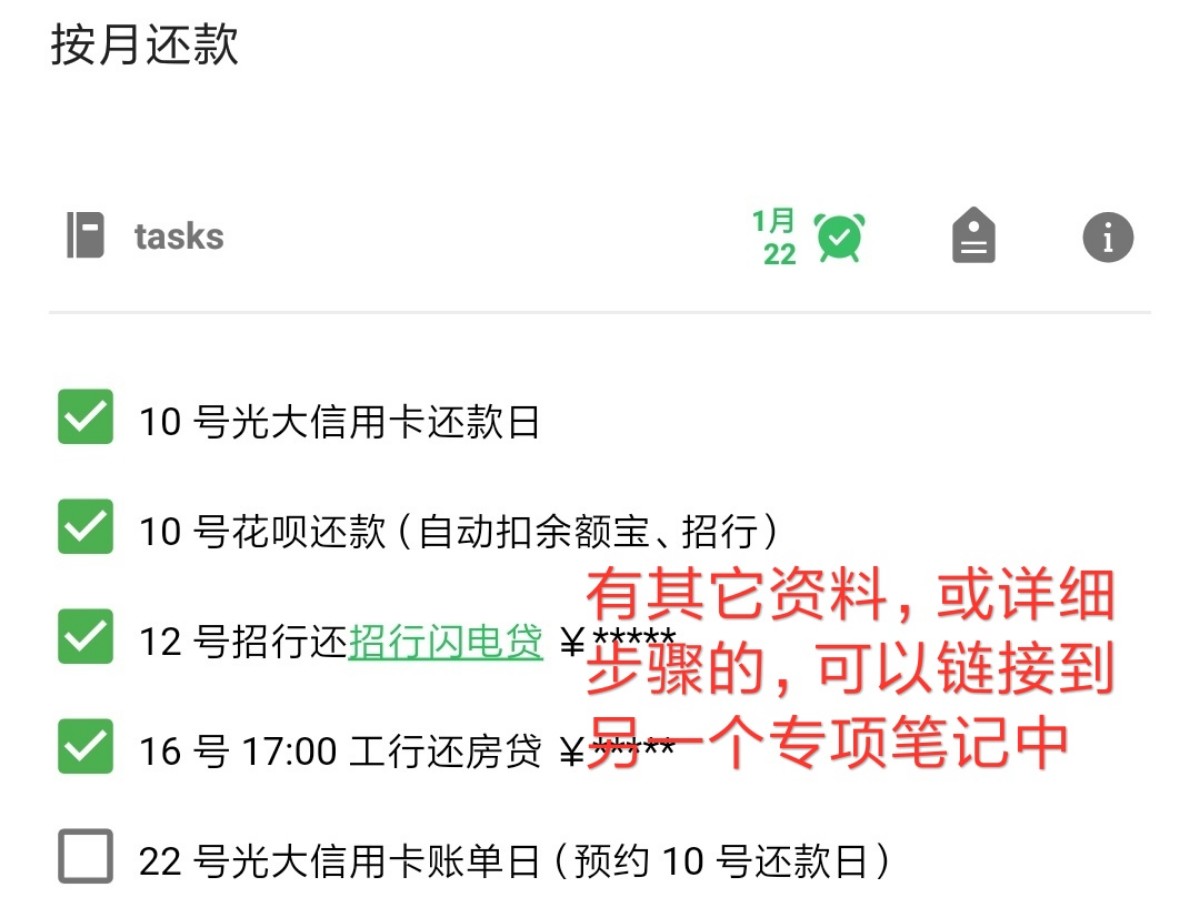 按月还款
tasks
1月
22
10 号光大信用卡还款日
10 号花呗还款（自动扣余额宝、招行）
12 号招行还招行闪电贷 ￥*****
16 号 17:00 工行还房贷 ￥*****
22 号光大信用卡账单日（预约 10 号还款日）
有其它资料，或详细
步骤的，可以链接到
另一个专项笔记中